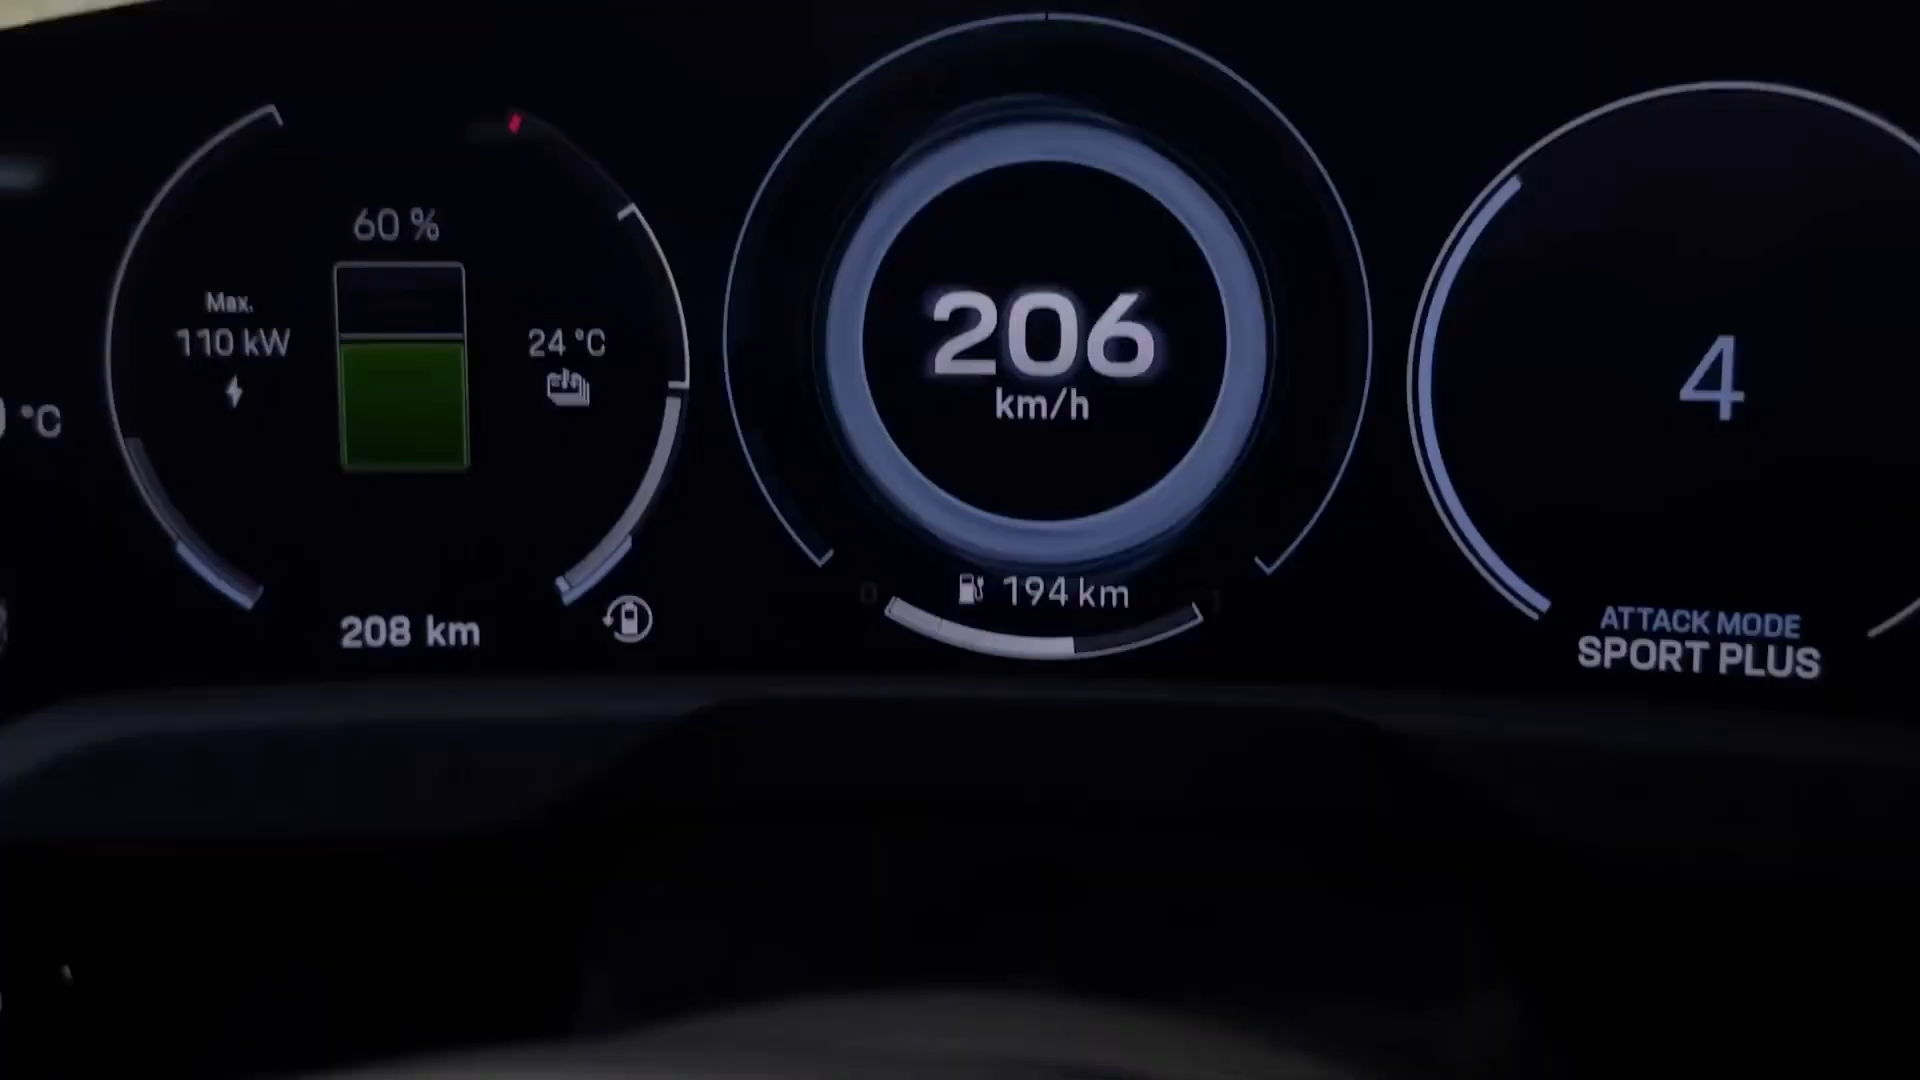 °C
60 %
Max.
110 kW
24 °C
208 km
206
km/h
194 km
4
ATTACK MODE
SPORT PLUS